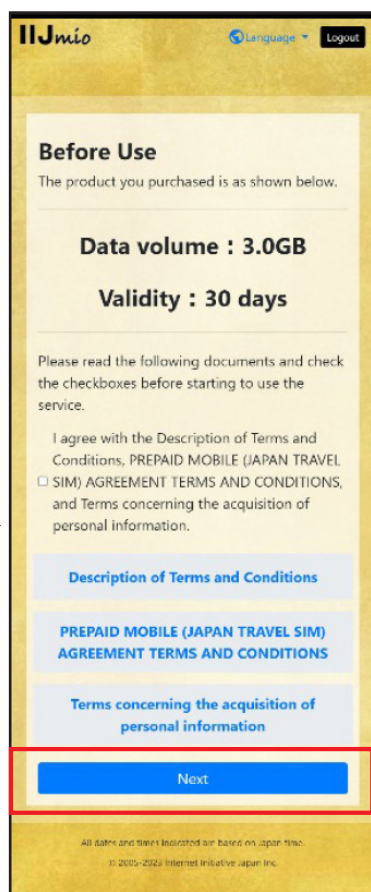 IIJmio
Language
Logout
Before Use
The product you purchased is as shown below.
Data volume：3.0GB
Validity：30 days
Please read the following documents and check
the checkboxes before starting to use the
service.
I agree with the Description of Terms and
Conditions, PREPAID MOBILE (JAPAN TRAVEL
SIM) AGREEMENT TERMS AND CONDITIONS,
and Terms concerning the acquisition of
personal information.
Description of Terms and Conditions
PREPAID MOBILE (JAPAN TRAVEL SIM)
AGREEMENT TERMS AND CONDITIONS
Terms concerning the acquisition of
personal information
Next
All dates and times indicated are based on Japan time.
© 2005-2023 Internet Initiative Japan Inc.